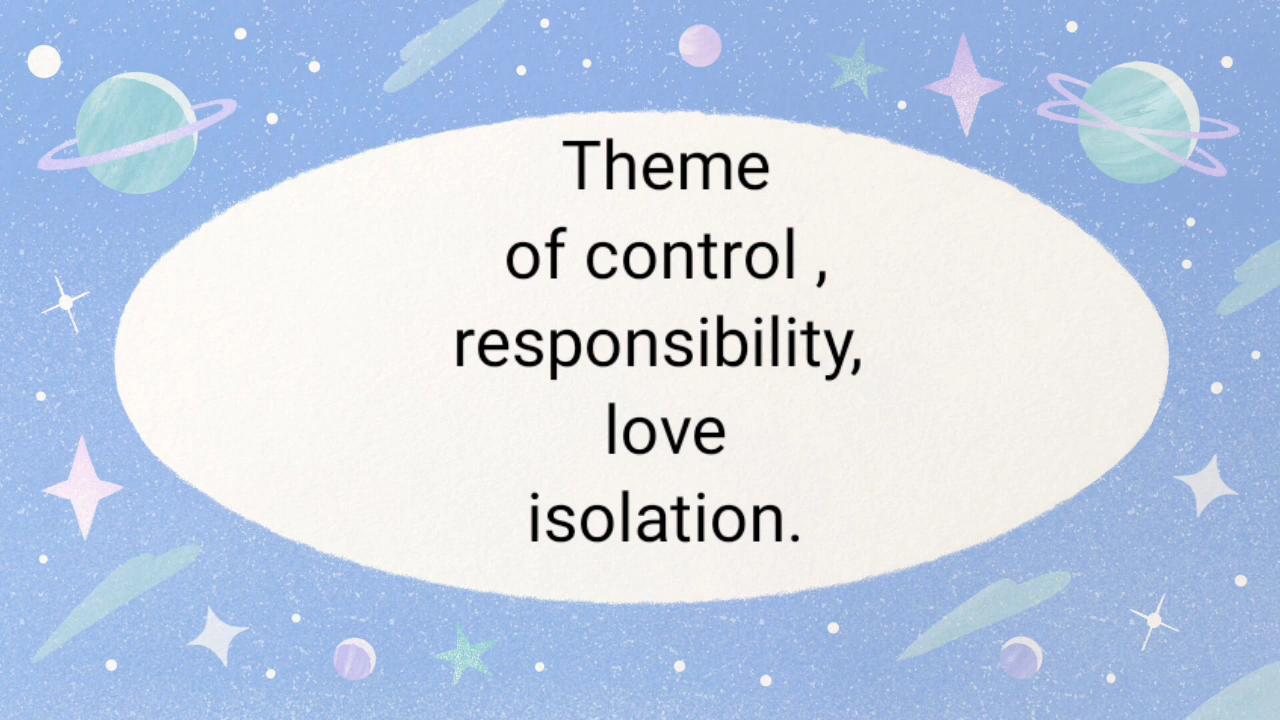 Theme
of control ,
responsibility,
love
isolation.